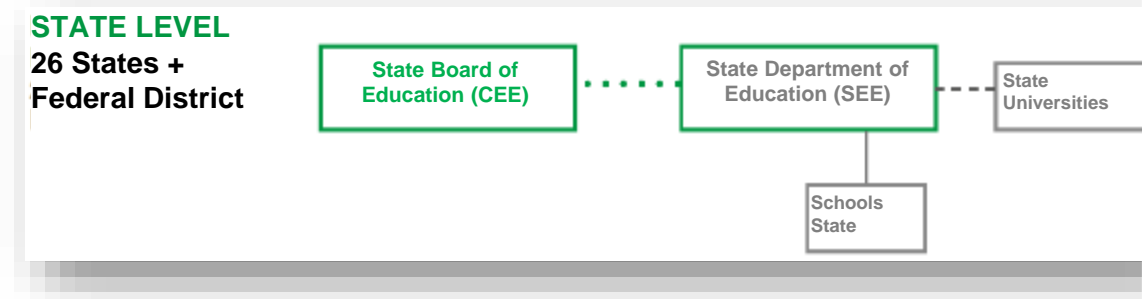 STATE LEVEL
26 States +
Federal District
State Board of
Education (CEE)
State Department of
Education (SEE)
State
Universities
Schools
State